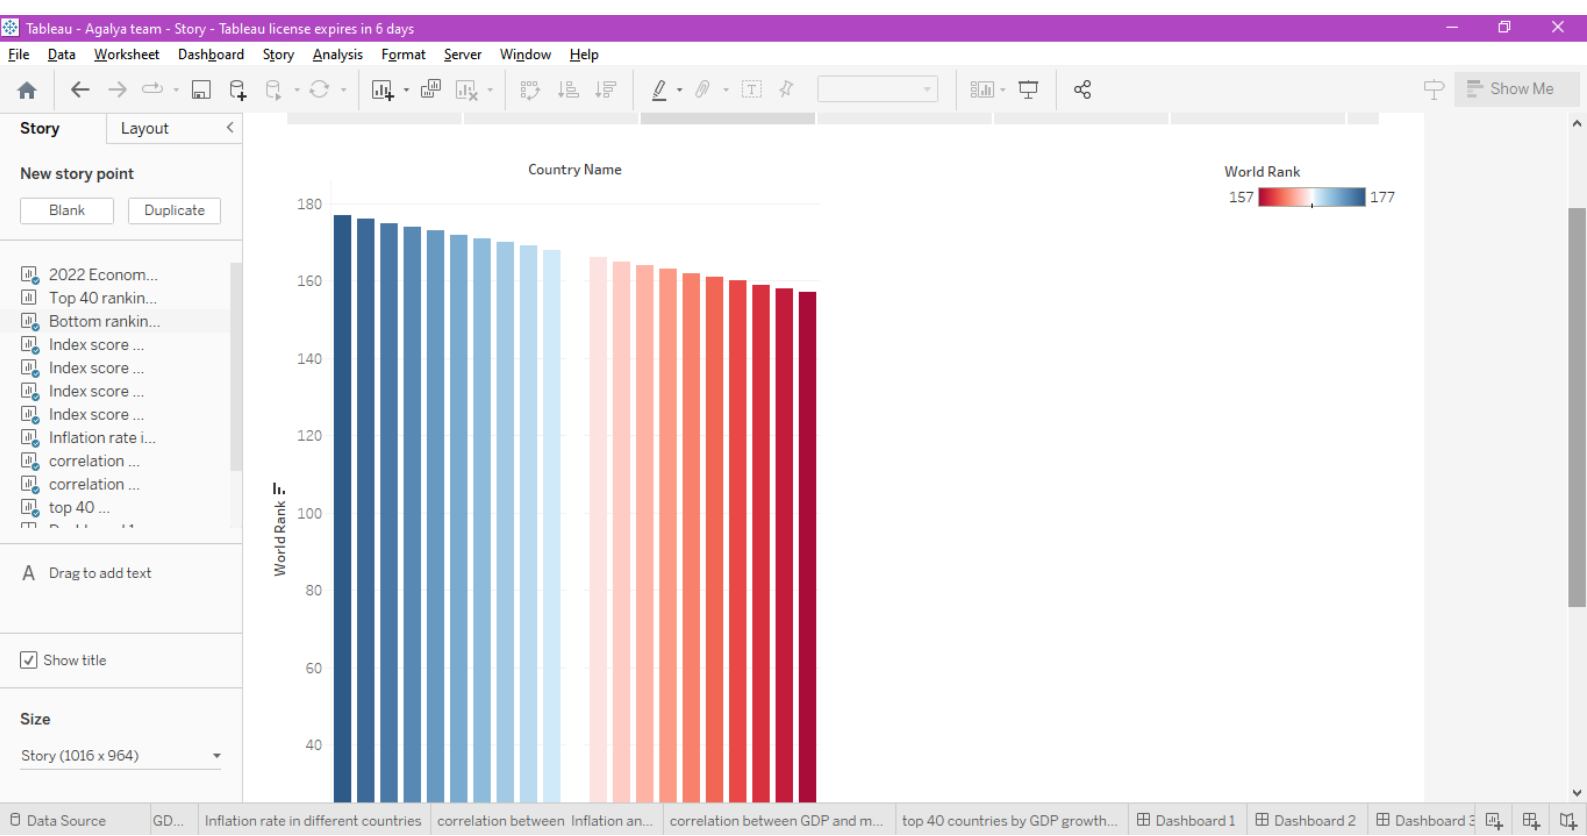 Tableau - Agalya team - Story - Tableau license expires in 6 days
File Data Worksheet Dashboard Story Analysis Format Server Window Help
Show Me
Story Layout
New story point
Blank Duplicate
2022 Econom...
Top 40 rankin...
Bottom rankin...
Index score ...
Index score ...
Index score ...
Index score ...
Inflation rate i...
correlation ...
correlation ...
top 40 ...
A Drag to add text
Show title
Size
Story (1016 x 964)
Country Name
World Rank
157 177
180
160
140
120
100
80
60
40
World Rank
Data Source GD... Inflation rate in different countries correlation between Inflation an... correlation between GDP and m... top 40 countries by GDP growth... Dashboard 1 Dashboard 2 Dashboard 3